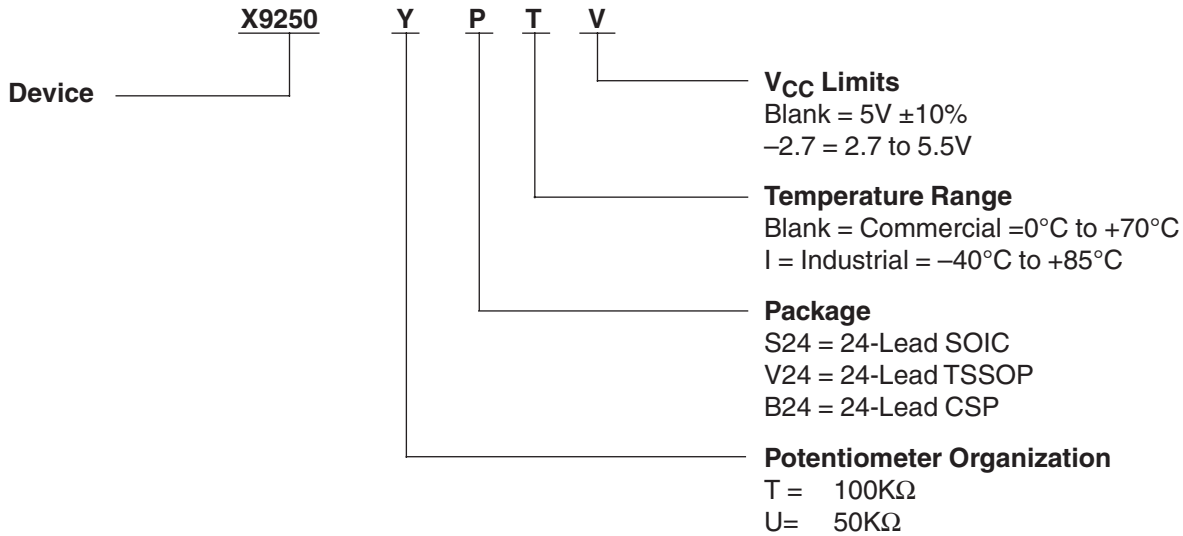 X9250 Y P T V
Device
VCC Limits
Blank = 5V ±10%
–2.7 = 2.7 to 5.5V
Temperature Range
Blank = Commercial =0°C to +70°C
I = Industrial = –40°C to +85°C
Package
S24 = 24-Lead SOIC
V24 = 24-Lead TSSOP
B24 = 24-Lead CSP
Potentiometer Organization
T = 100KΩ
U= 50KΩ